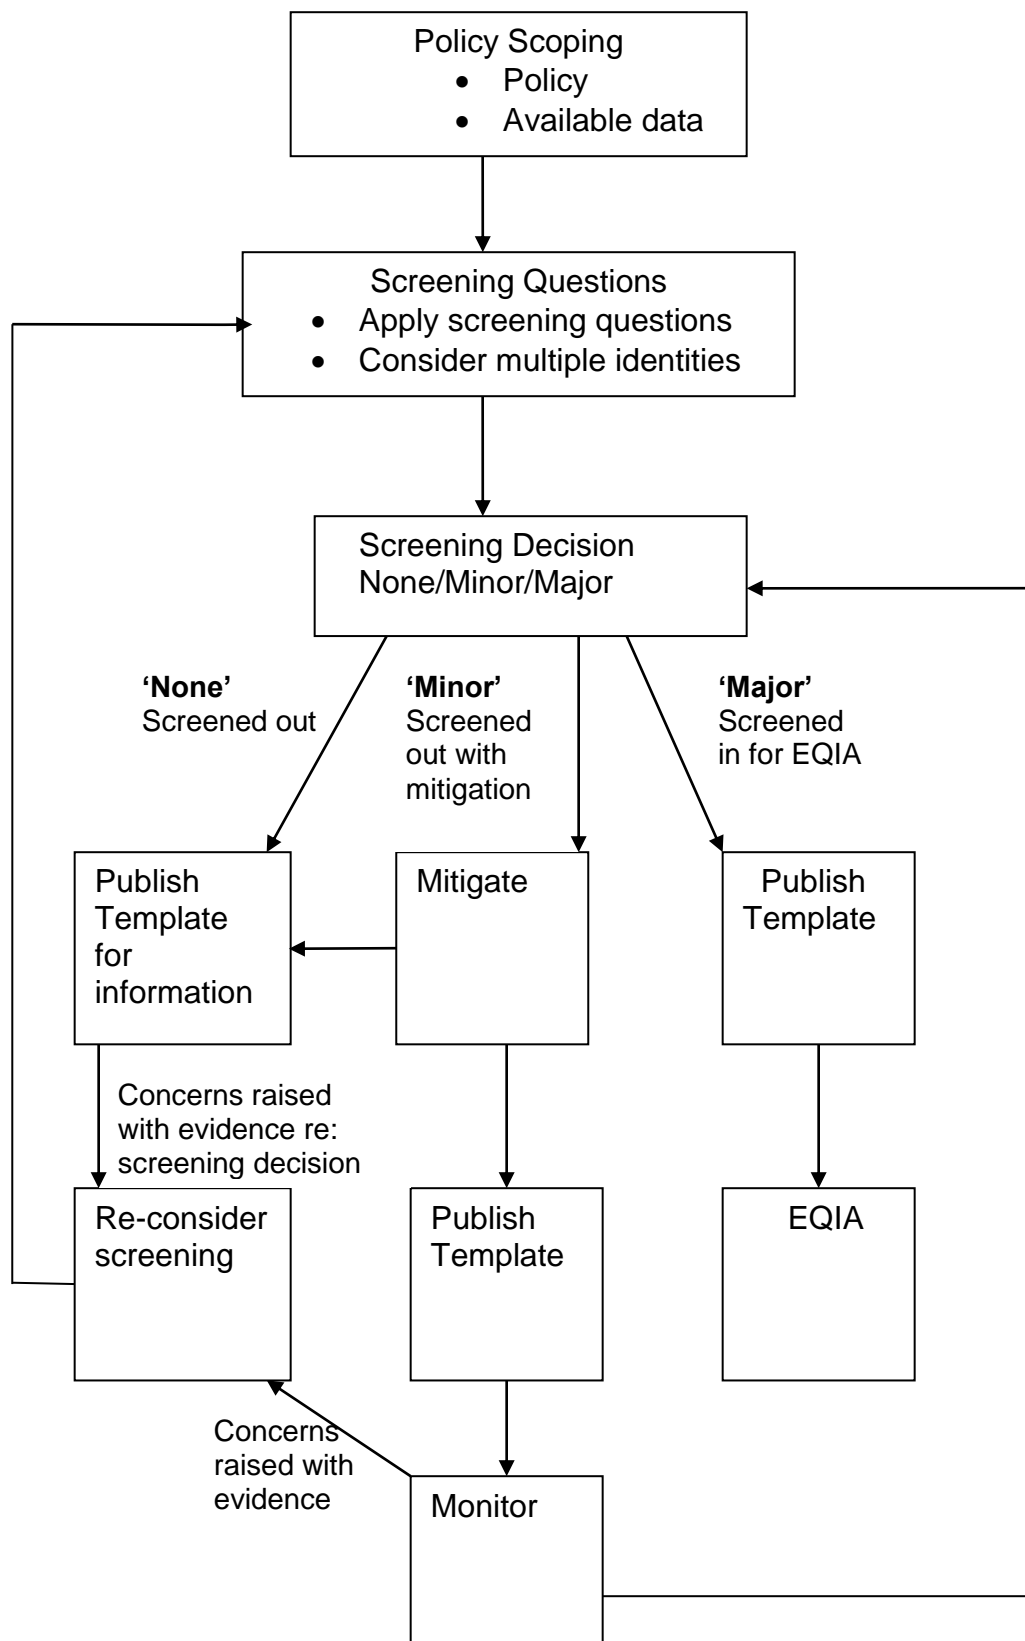 Policy Scoping
• Policy
• Available data
Screening Questions
• Apply screening questions
• Consider multiple identities
Screening Decision
None/Minor/Major
‘None’
Screened out
‘Minor’
Screened
out with
mitigation
‘Major’
Screened
in for EQIA
Publish
Template
for
information
Mitigate
Publish
Template
Concerns raised
with evidence re:
screening decision
Re-consider
screening
Publish
Template
EQIA
Concerns
raised with
evidence
Monitor